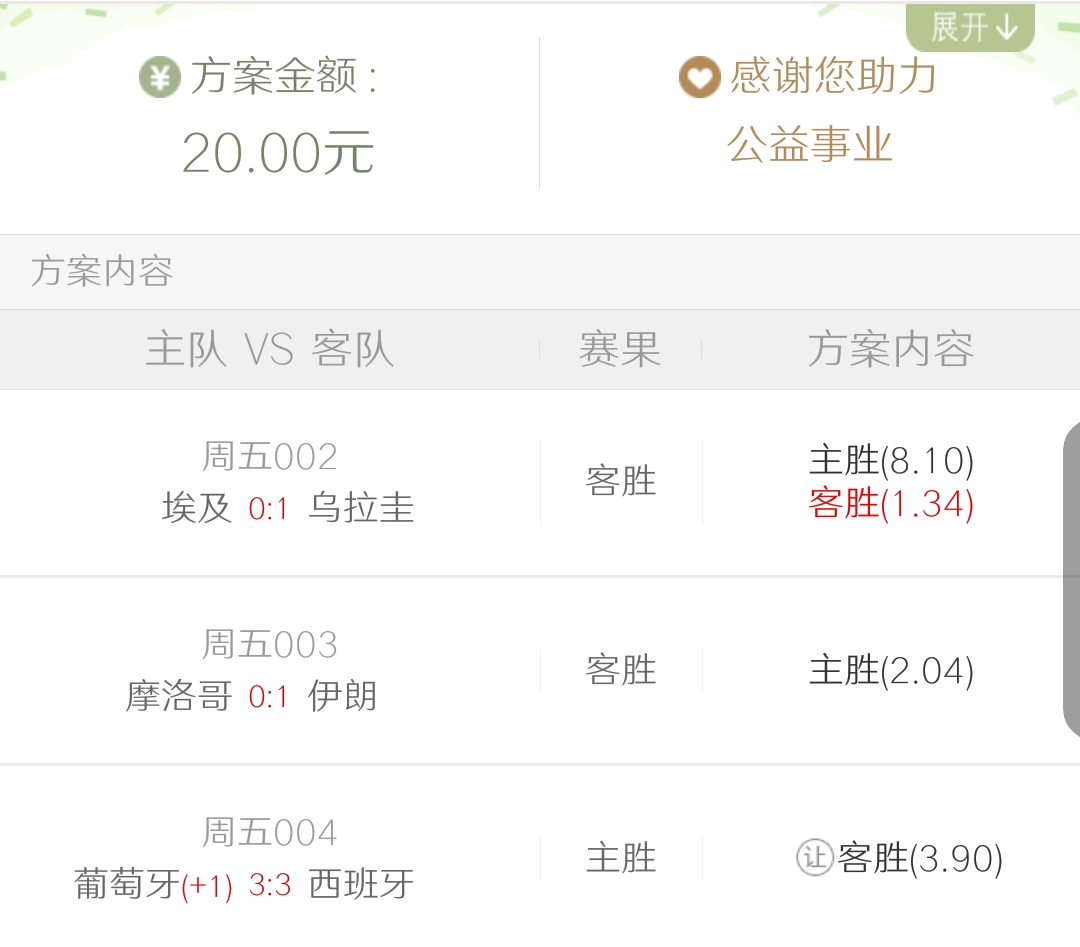 展开↓
¥ 方案金额：
20.00元
感谢您助力
公益事业
方案内容
主队 VS 客队 赛果 方案内容
周五002
埃及 0:1 乌拉圭
客胜
主胜(8.10)
客胜(1.34)
周五003
摩洛哥 0:1 伊朗
客胜
主胜(2.04)
周五004
葡萄牙(+1) 3:3 西班牙
主胜
让客胜(3.90)